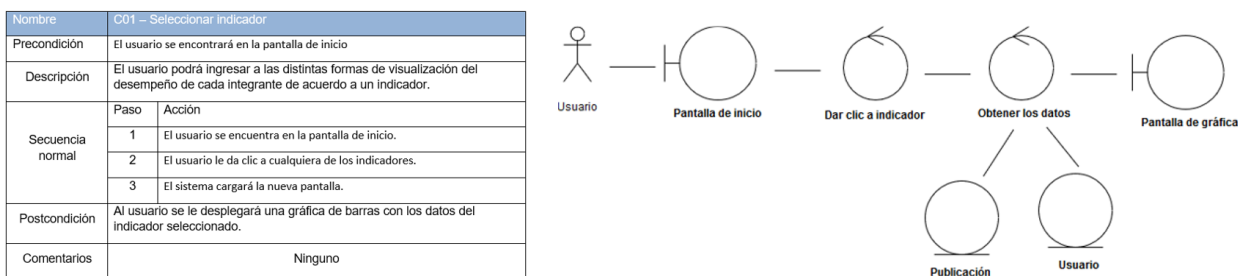 Nombre C01 – Seleccionar indicador
Precondición El usuario se encontrará en la pantalla de inicio
Descripción El usuario podrá ingresar a las distintas formas de visualización del
desempeño de cada integrante de acuerdo a un indicador.
Secuencia
normal
Paso Acción
1 El usuario se encuentra en la pantalla de inicio.
2 El usuario le da clic a cualquiera de los indicadores.
3 El sistema cargará la nueva pantalla.
Postcondición Al usuario se le desplegará una gráfica de barras con los datos del
indicador seleccionado.
Comentarios Ninguno
Usuario
Pantalla de inicio
Dar clic a indicador
Obtener los datos
Pantalla de gráfica
Publicación
Usuario